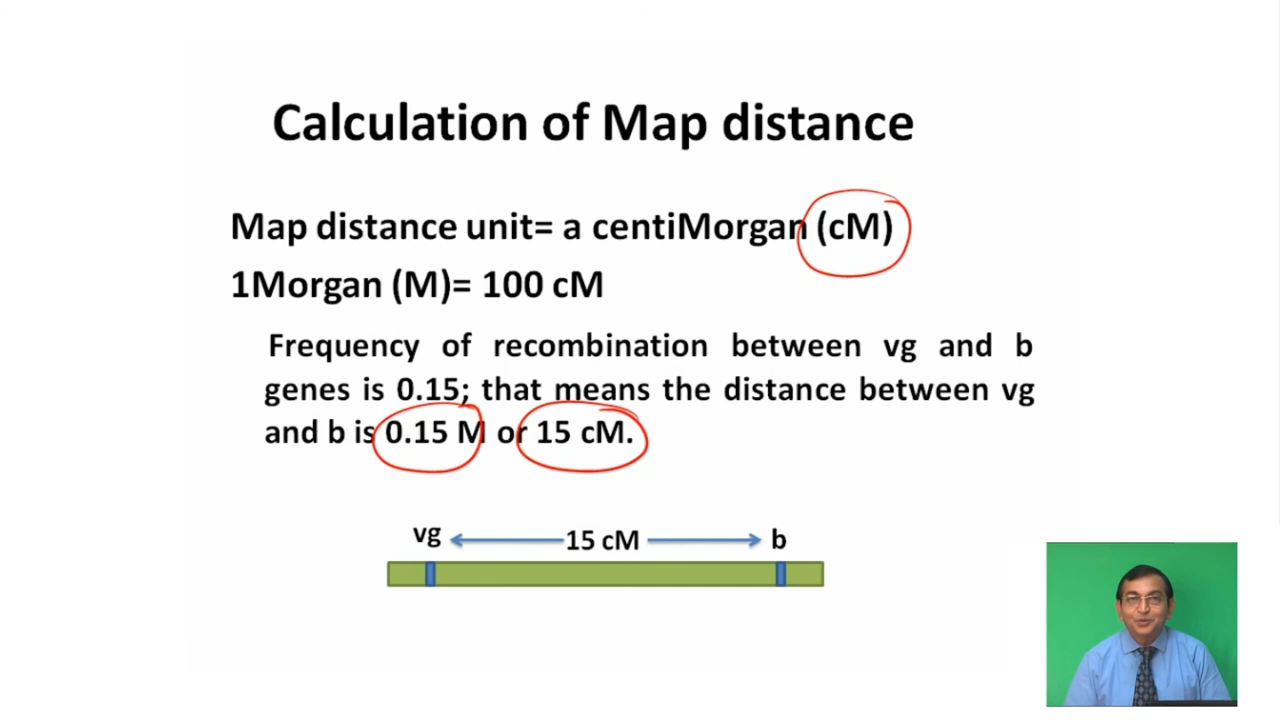 Calculation of Map distance
Map distance unit= a centiMorgan (cM)
1Morgan (M)= 100 cM
Frequency of recombination between vg and b
genes is 0.15; that means the distance between vg
and b is 0.15 M or 15 cM.
vg 15 cM b